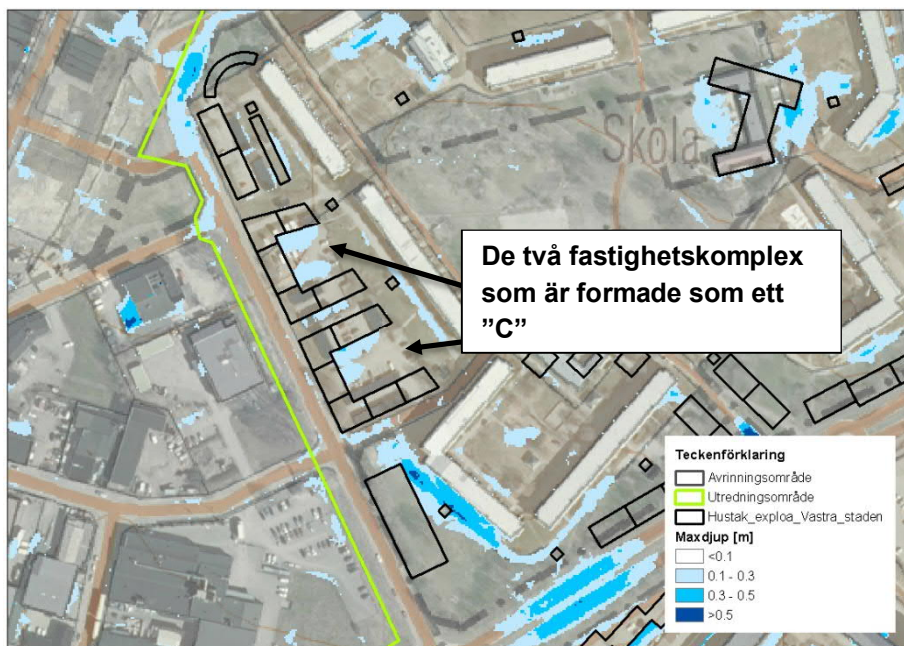 Skola
De två fastighetskomplex
som är formade som ett
”C”
Teckenförklaring
Avrinningsområde
Utredningsområde
Hustak_exploa_Vastra_staden
Maxdjup [m]
<0.1
0.1 - 0.3
0.3 - 0.5
>0.5